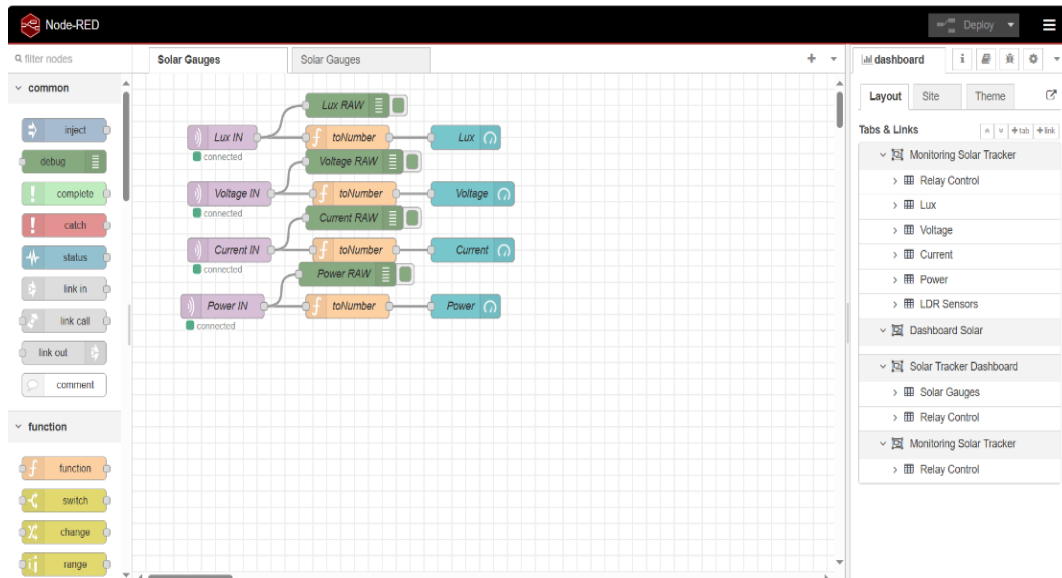 Node-RED
Deploy
filter nodes
Solar Gauges
Solar Gauges
dashboard
common
inject
debug
complete
catch
status
link in
link call
link out
comment
function
function
switch
change
range
Lux RAW
Lux IN
toNumber
Lux
connected
Voltage RAW
Voltage IN
toNumber
Voltage
connected
Current RAW
Current IN
toNumber
Current
connected
Power RAW
Power IN
toNumber
Power
connected
Layout
Site
Theme
Tabs & Links
+tab
+link
Monitoring Solar Tracker
Relay Control
Lux
Voltage
Current
Power
LDR Sensors
Dashboard Solar
Solar Tracker Dashboard
Solar Gauges
Relay Control
Monitoring Solar Tracker
Relay Control